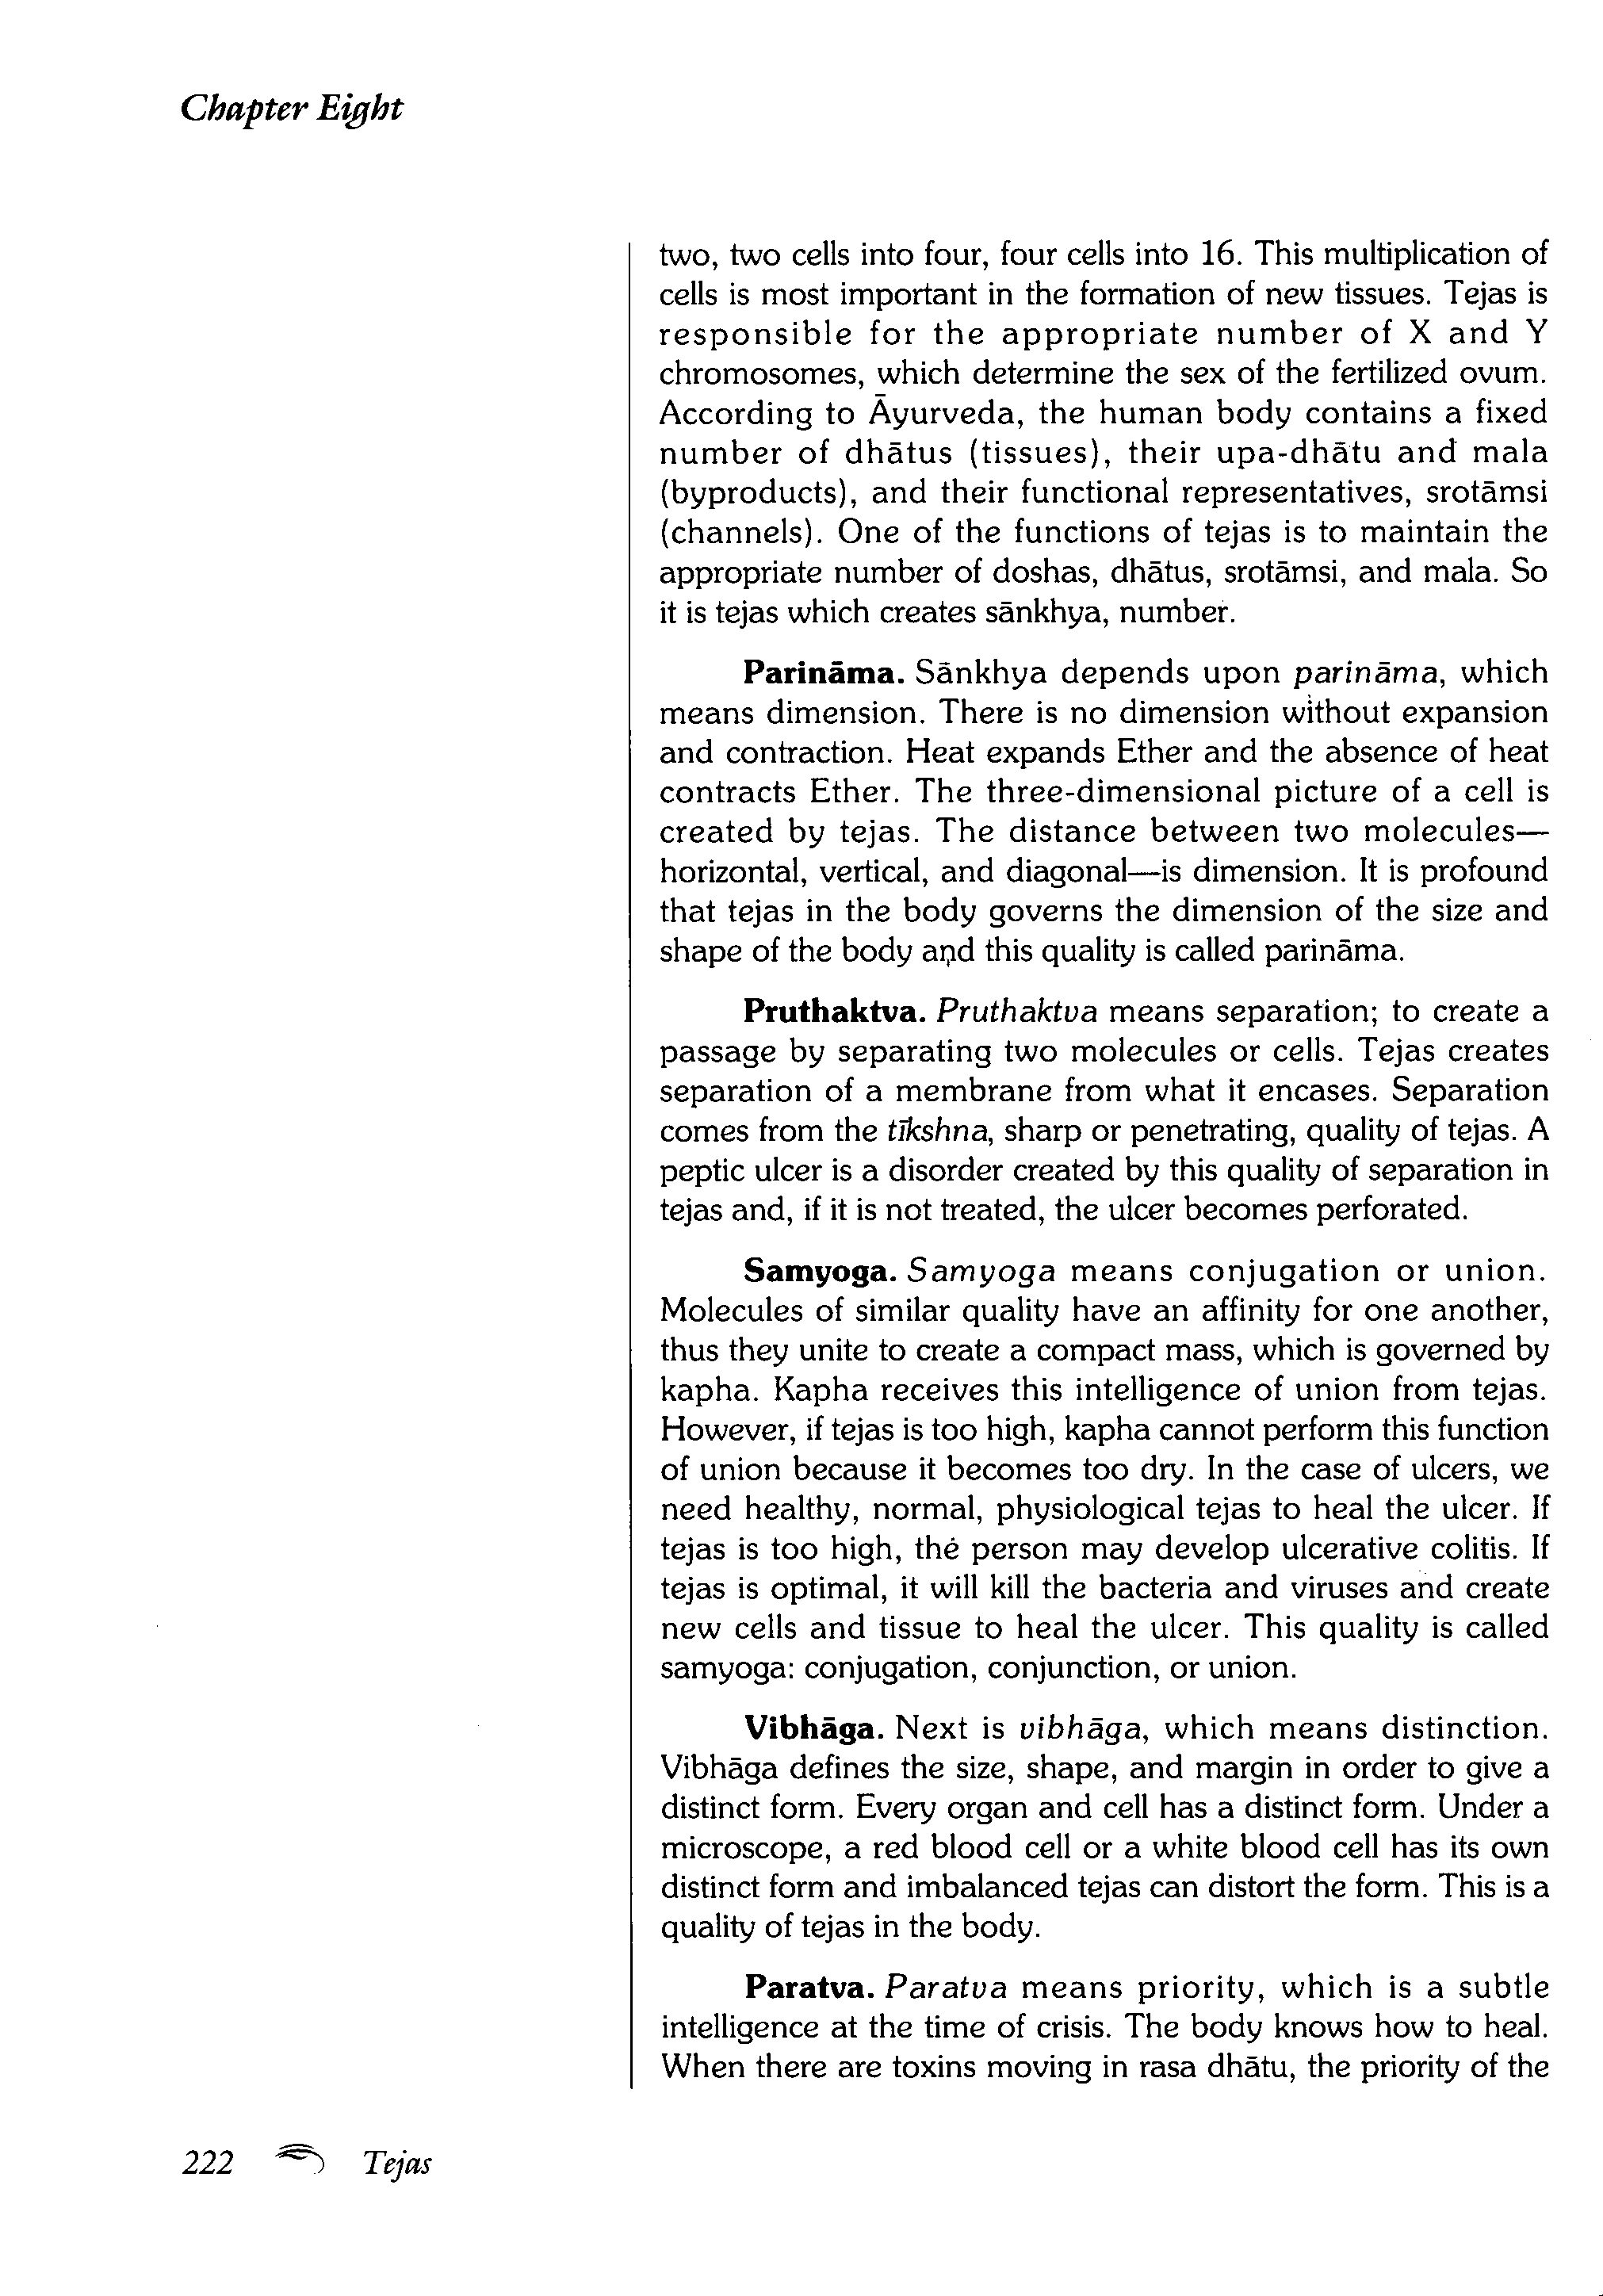 Chapter Eight
two, two cells into four, four cells into 16. This multiplication of
cells is most important in the formation of new tissues. Tejas is
responsible for the appropriate number of X and Y
chromosomes, which determine the sex of the fertilized ovum.
According to Āyurveda, the human body contains a fixed
number of dhātus (tissues), their upa-dhātu and mala
(byproducts), and their functional representatives, srotāmsi
(channels). One of the functions of tejas is to maintain the
appropriate number of doshas, dhātus, srotāmsi, and mala. So
it is tejas which creates sānkhya, number.
Parināma. Sānkhya depends upon parināma, which
means dimension. There is no dimension without expansion
and contraction. Heat expands Ether and the absence of heat
contracts Ether. The three-dimensional picture of a cell is
created by tejas. The distance between two molecules—
horizontal, vertical, and diagonal—is dimension. It is profound
that tejas in the body governs the dimension of the size and
shape of the body and this quality is called parināma.
Pruthaktva. Pruthaktva means separation; to create a
passage by separating two molecules or cells. Tejas creates
separation of a membrane from what it encases. Separation
comes from the tīkshna, sharp or penetrating, quality of tejas. A
peptic ulcer is a disorder created by this quality of separation in
tejas and, if it is not treated, the ulcer becomes perforated.
Samyoga. Samyoga means conjugation or union.
Molecules of similar quality have an affinity for one another,
thus they unite to create a compact mass, which is governed by
kapha. Kapha receives this intelligence of union from tejas.
However, if tejas is too high, kapha cannot perform this function
of union because it becomes too dry. In the case of ulcers, we
need healthy, normal, physiological tejas to heal the ulcer. If
tejas is too high, the person may develop ulcerative colitis. If
tejas is optimal, it will kill the bacteria and viruses and create
new cells and tissue to heal the ulcer. This quality is called
samyoga: conjugation, conjunction, or union.
Vibhāga. Next is vibhāga, which means distinction.
Vibhāga defines the size, shape, and margin in order to give a
distinct form. Every organ and cell has a distinct form. Under a
microscope, a red blood cell or a white blood cell has its own
distinct form and imbalanced tejas can distort the form. This is a
quality of tejas in the body.
Paratva. Paratva means priority, which is a subtle
intelligence at the time of crisis. The body knows how to heal.
When there are toxins moving in rasa dhātu, the priority of the
222 Tejas